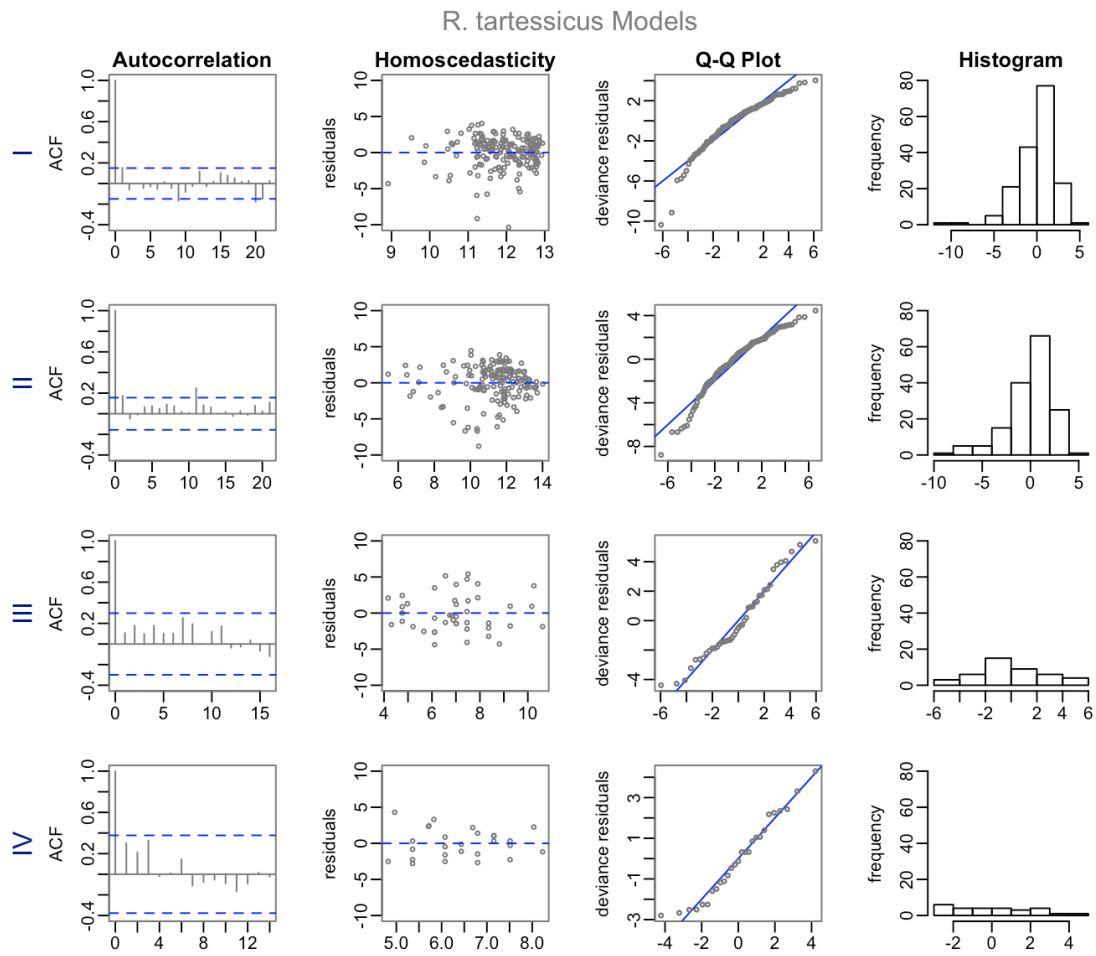 R. tartessicus Models
Autocorrelation Homoscedasticity Q-Q Plot Histogram
I
ACF
-0.4 0.2 0.6 1.0
0 5 10 15 20
residuals
-10 -5 0 5 10
9 10 11 12 13
deviance residuals
-10 -6 -2 2
-6 -2 2 6
frequency
0 20 40 60 80
-10 -5 0 5
II
ACF
-0.4 0.2 0.6 1.0
0 5 10 15 20
residuals
-10 -5 0 5 10
6 8 10 12 14
deviance residuals
-8 -4 0 4
-6 -2 2 6
frequency
0 20 40 60 80
-10 -5 0 5
III
ACF
-0.4 0.2 0.6 1.0
0 5 10 15
residuals
-10 -5 0 5 10
4 6 8 10
deviance residuals
-4 0 2 4
-6 -2 2 4 6
frequency
0 20 40 60 80
-6 -2 2 4 6
IV
ACF
-0.4 0.2 0.6 1.0
0 4 8 12
residuals
-10 -5 0 5 10
5.0 6.0 7.0 8.0
deviance residuals
-3 -1 1 3
-4 -2 0 2 4
frequency
0 20 40 60 80
-2 0 2 4